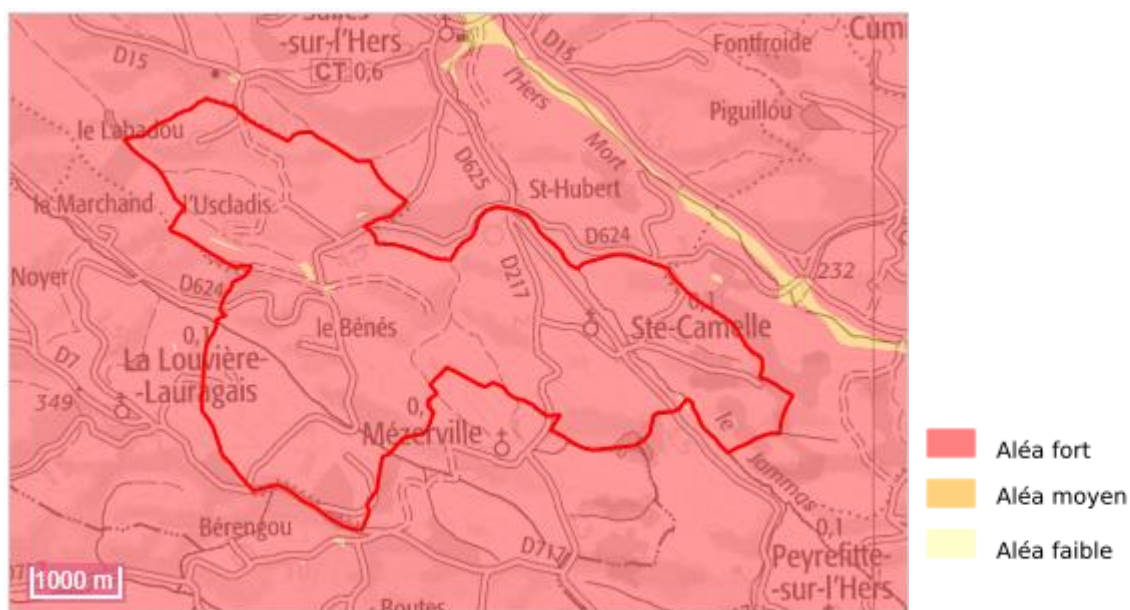 Salles
-sur-l'Hers
CT 0,6
D15
D15
Fontfroide
Cum
l'Hers
Mort
Piguillou
le Labadou
D625
St-Hubert
le Marchand
l'Uscladis
D624
232
Noyer
D624
D217
0,1
Ste-Camelle
0,1
le Bénés
La Louvière-
-Lauragais
D7
349
0,
Mézerville
le
Jammas
Bérengou
0,1
D717
Peyrefitte-
-sur-l'Hers
1000 m
Aléa fort
Aléa moyen
Aléa faible